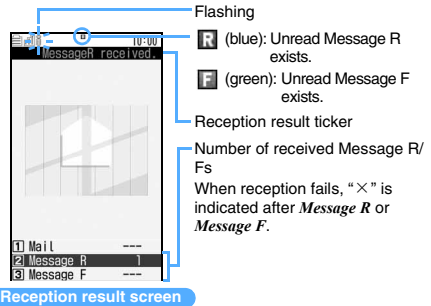 Flashing
10:00
MessageR received.
R (blue): Unread Message R
exists.
F (green): Unread Message F
exists.
Reception result ticker
Number of received Message R/
Fs
When reception fails, “×” is
indicated after Message R or
Message F.
1 Mail ---
2 Message R 1
3 Message F ---
Reception result screen